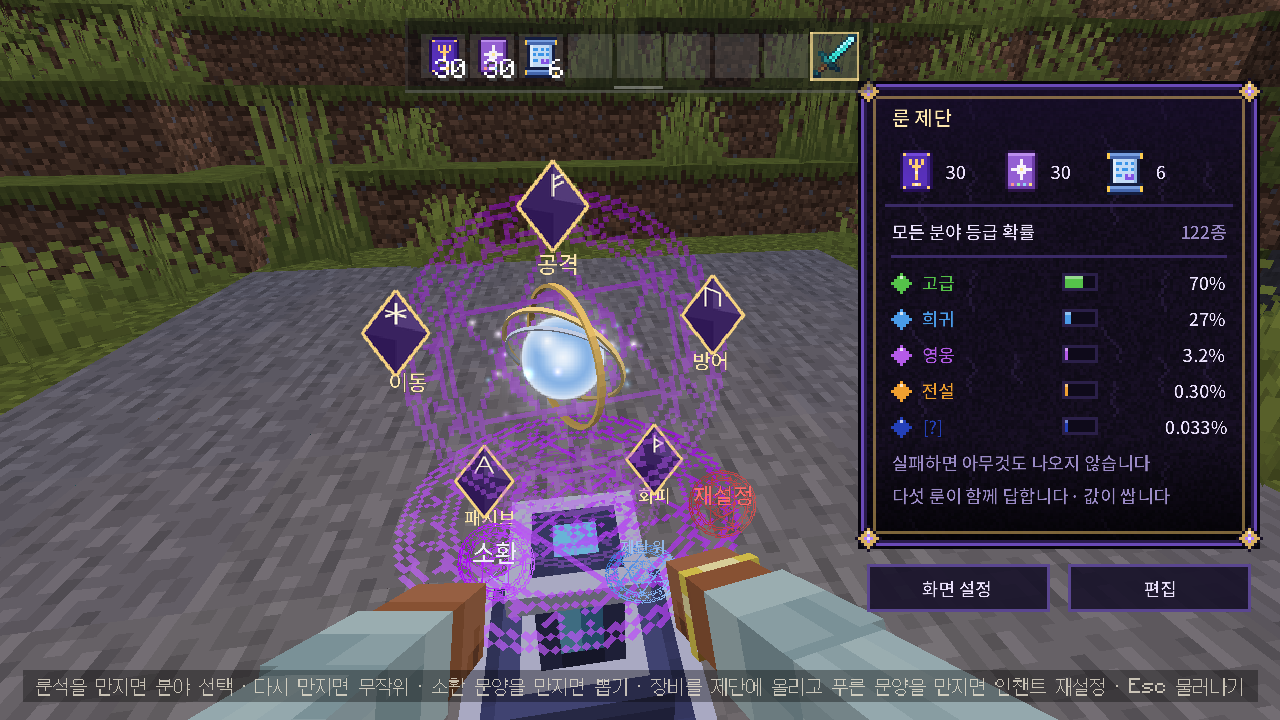 30 30 6
룬 제단
30 30 6
모든 분야 등급 확률 122종
고급 70%
희귀 27%
영웅 3.2%
전설 0.30%
[?] 0.033%
실패하면 아무것도 나오지 않습니다
다섯 룬이 함께 답합니다 · 값이 쌉니다
화면 설정 편집
공격
이동
방어
패시브
회피
재설정
소환
룬석을 만지면 분야 선택 · 다시 만지면 무작위 · 소환 문양을 만지면 뽑기 · 장비를 제단에 올리고 푸른 문양을 만지면 인챈트 재설정 · Esc 물러나기